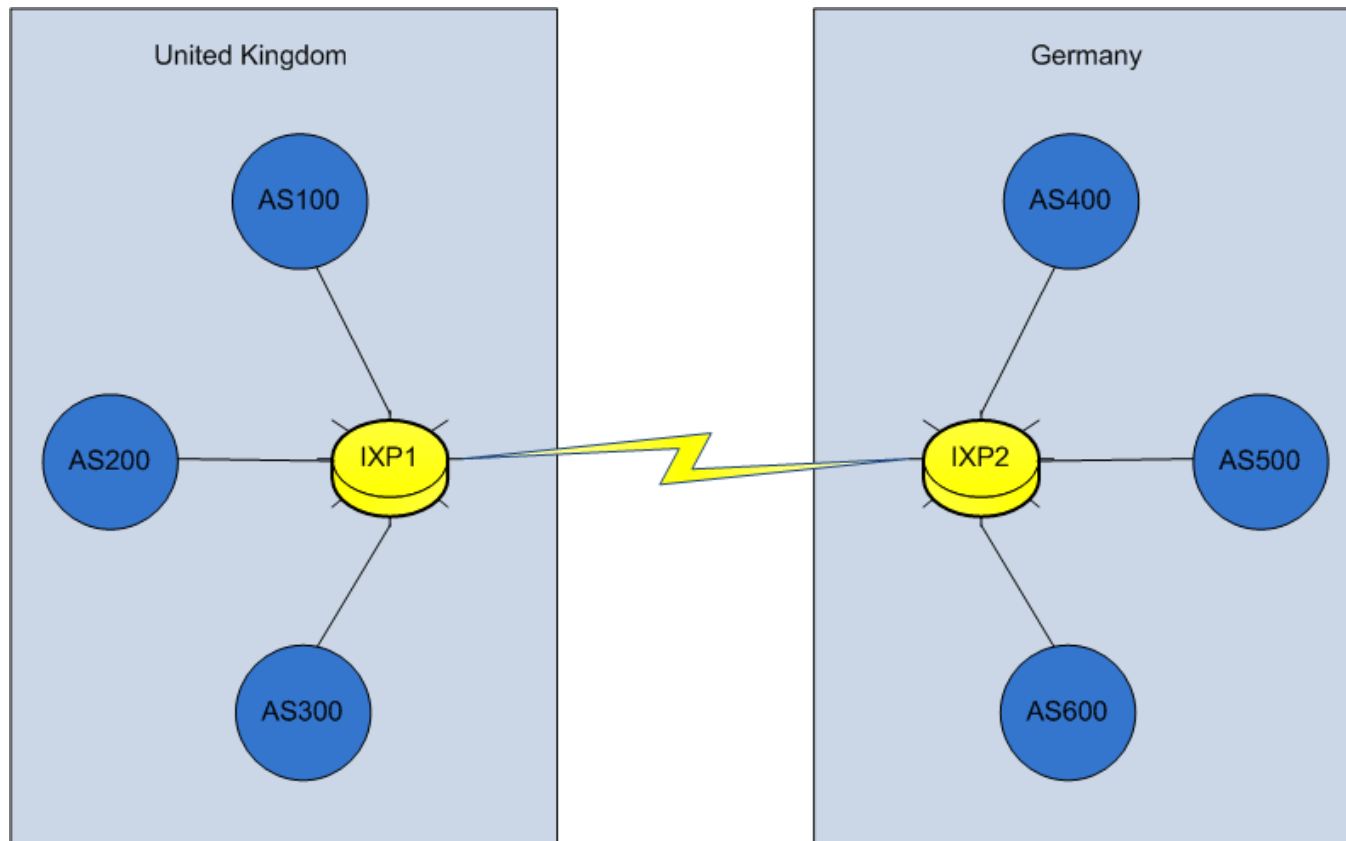 United Kingdom
Germany
AS100
AS400
AS200
IXP1
IXP2
AS500
AS300
AS600